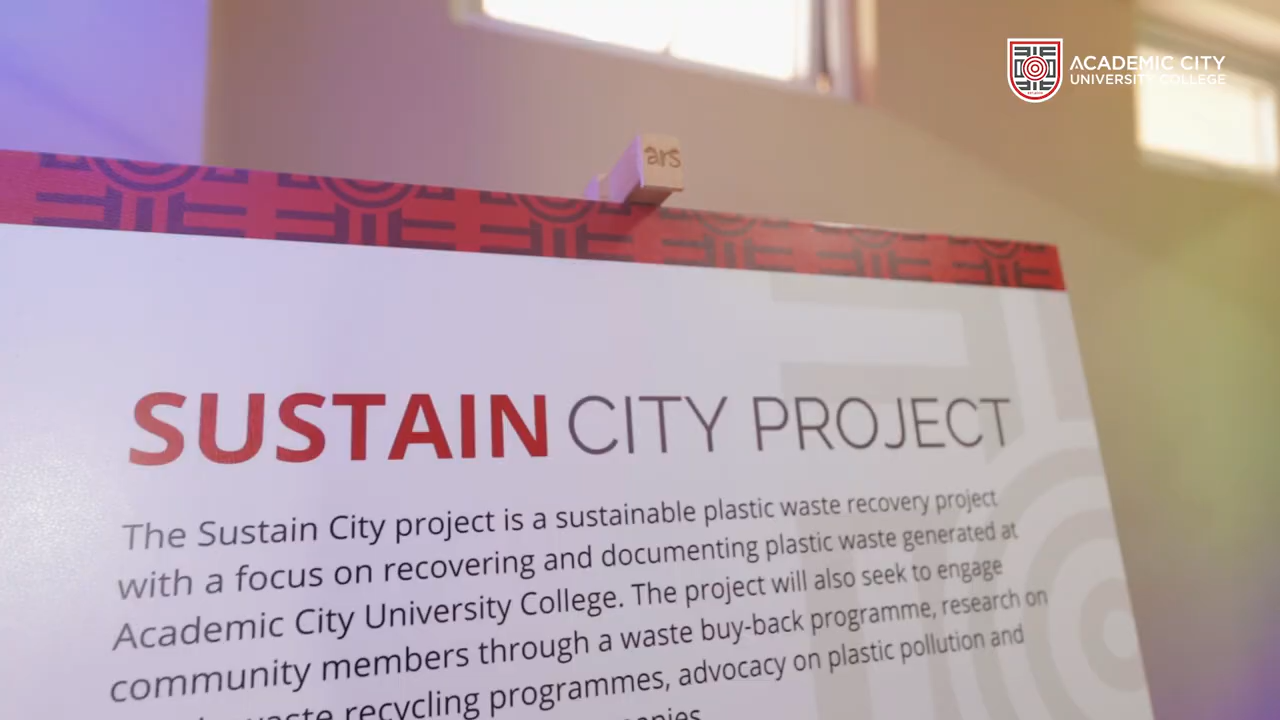 ACADEMIC CITY
UNIVERSITY COLLEGE
ars
SUSTAIN CITY PROJECT
The Sustain City project is a sustainable plastic waste recovery project
with a focus on recovering and documenting plastic waste generated at
Academic City University College. The project will also seek to engage
community members through a waste buy-back programme, research on
recycling programmes, advocacy on plastic pollution and